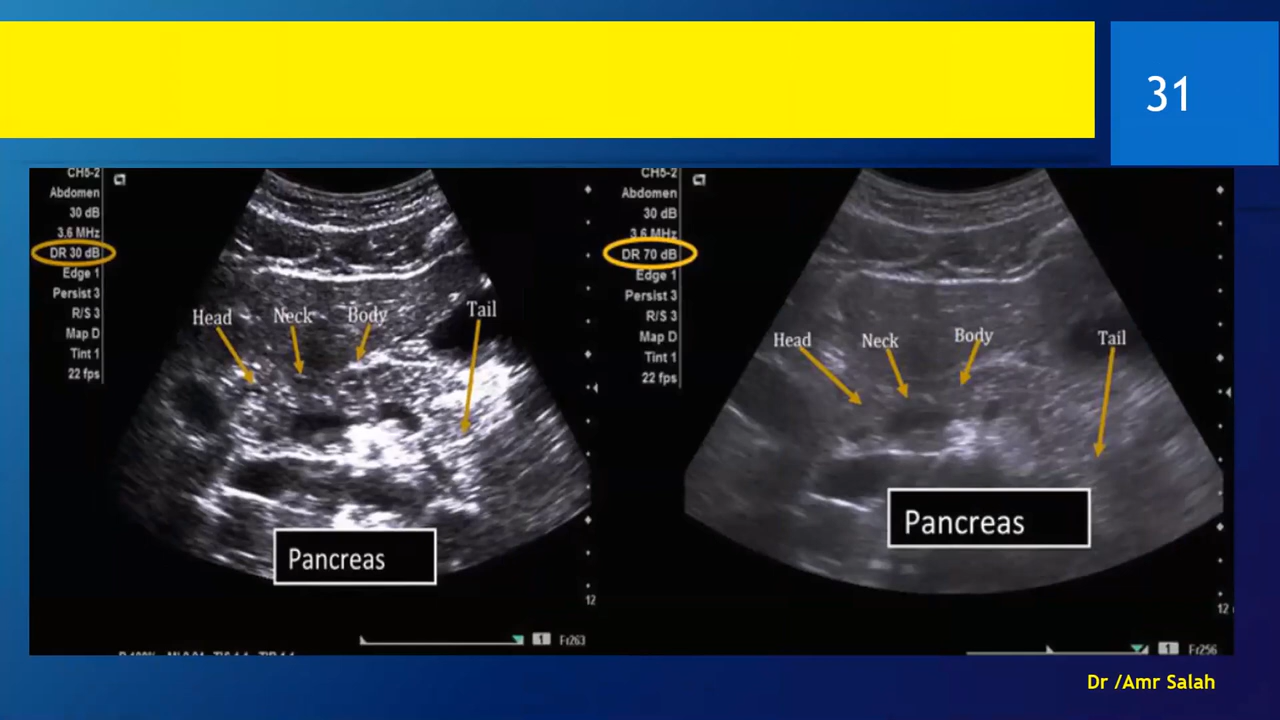 31
CH5-2
Abdomen
30 dB
3.6 MHz
DR 30 dB
Edge 1
Persist 3
R/S 3
Map D
Tint 1
22 fps
Head
Neck
Body
Tail
Pancreas
12
1 Fr263
CH5-2
Abdomen
30 dB
3.6 MHz
DR 70 dB
Edge 1
Persist 3
R/S 3
Map D
Tint 1
22 fps
Head
Neck
Body
Tail
Pancreas
12
1 Fr256
Dr /Amr Salah